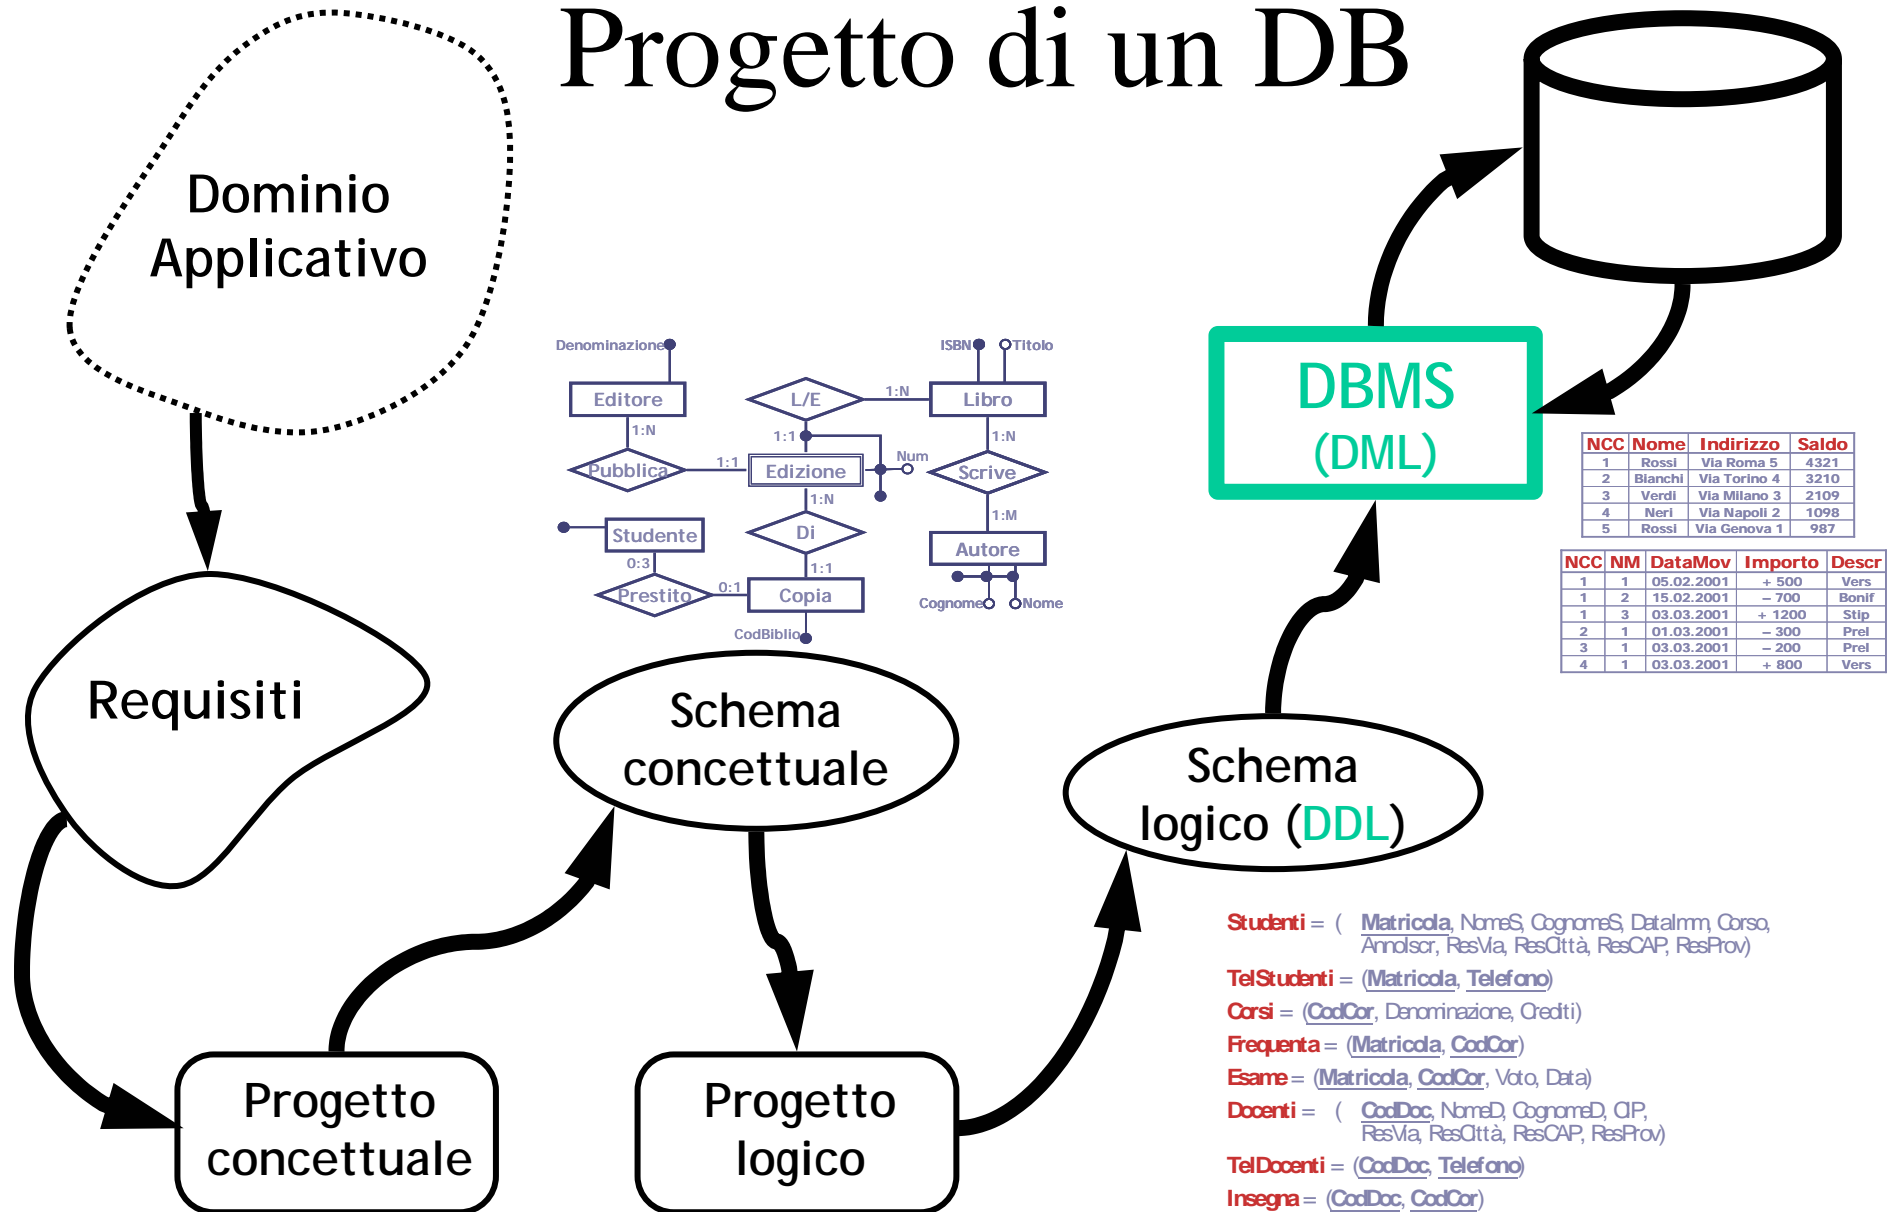 Progetto di un DB
Dominio
Applicativo
Requisiti
Progetto
concettuale
Denominazione
ISBN
Titolo
Editore
L/E
1:N
Libro
1:N
1:1
1:N
Pubblica
1:1
Edizione
Num
Scrive
1:N
1:M
Studente
Di
Autore
0:3
1:1
Prestito
0:1
Copia
Cognome
Nome
CodBiblio
Schema
concettuale
Progetto
logico
Schema
logico (DDL)
DBMS
(DML)
NCC Nome Indirizzo Saldo
1 Rossi Via Roma 5 4321
2 Bianchi Via Torino 4 3210
3 Verdi Via Milano 3 2109
4 Neri Via Napoli 2 1098
5 Rossi Via Genova 1 987
NCC NM DataMov Importo Descr
1 1 05.02.2001 + 500 Vers
1 2 15.02.2001 – 700 Bonif
1 3 03.03.2001 + 1200 Stip
2 1 01.03.2001 – 300 Prel
3 1 03.03.2001 – 200 Prel
4 1 03.03.2001 + 800 Vers
Studenti = ( Matricola, NomeS, CognomeS, DataImm, Corso,
AnnoIscr, ResVia, ResCittà, ResCAP, ResProv)
TelStudenti = (Matricola, Telefono)
Corsi = (CodCor, Denominazione, Crediti)
Frequenta = (Matricola, CodCor)
Esame = (Matricola, CodCor, Voto, Data)
Docenti = ( CodDoc, NomeD, CognomeD, CIP,
ResVia, ResCittà, ResCAP, ResProv)
TelDocenti = (CodDoc, Telefono)
Insegna = (CodDoc, CodCor)